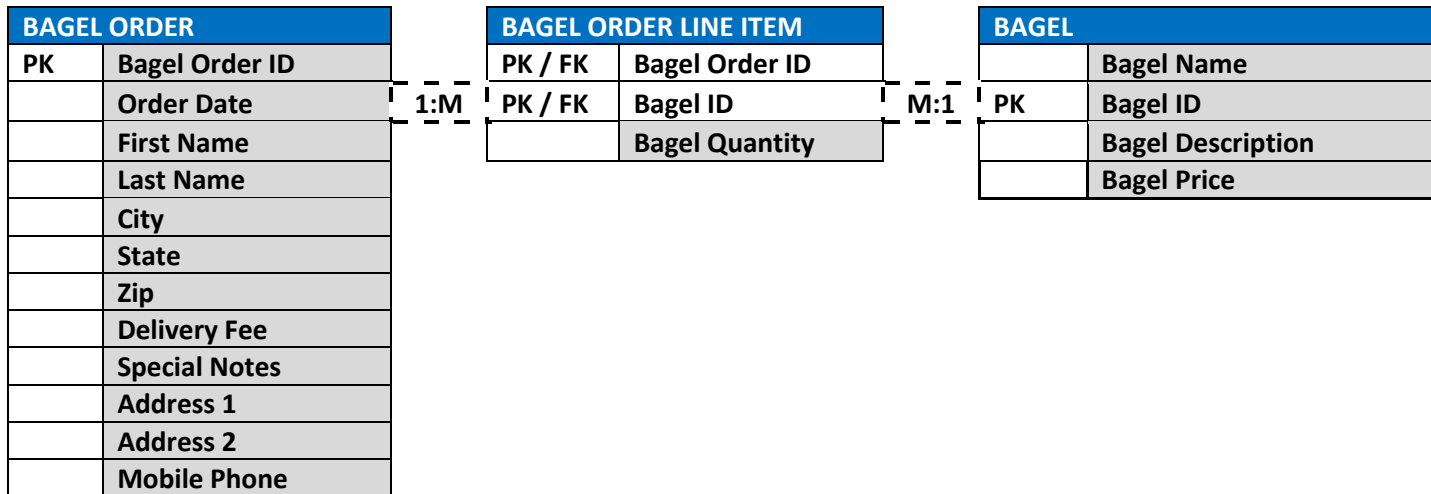 BAGEL ORDER
PK Bagel Order ID
Order Date
First Name
Last Name
City
State
Zip
Delivery Fee
Special Notes
Address 1
Address 2
Mobile Phone
1:M
BAGEL ORDER LINE ITEM
PK / FK Bagel Order ID
PK / FK Bagel ID
Bagel Quantity
M:1
BAGEL
Bagel Name
PK Bagel ID
Bagel Description
Bagel Price